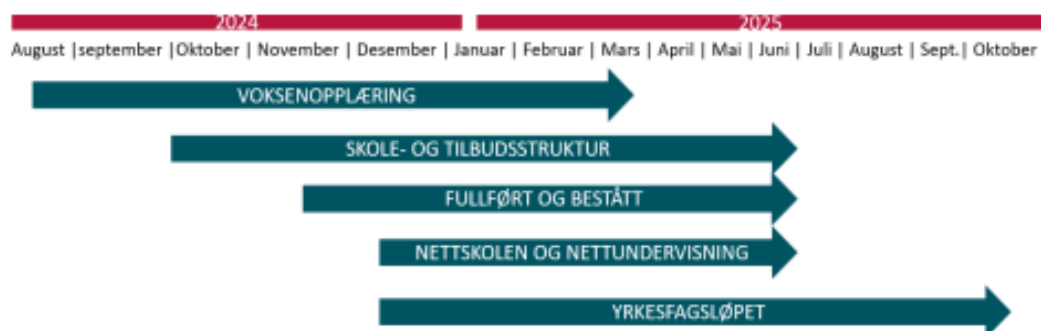 2024 2025
August |september |Oktober | November | Desember | Januar | Februar | Mars | April | Mai | Juni | Juli | August | Sept.| Oktober
VOKSENOPPLÆRING
SKOLE- OG TILBUDSSTRUKTUR
FULLFØRT OG BESTÅTT
NETTSKOLEN OG NETTUNDERVISNING
YRKESFAGSLØPET